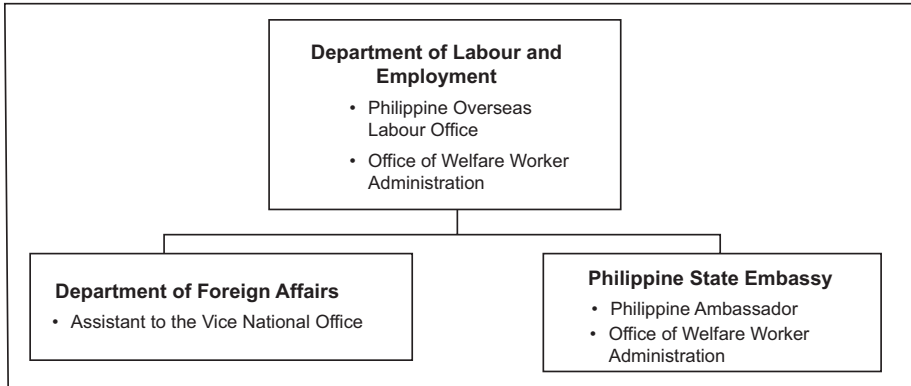 Department of Labour and
Employment
• Philippine Overseas
Labour Office
• Office of Welfare Worker
Administration
Department of Foreign Affairs
• Assistant to the Vice National Office
Philippine State Embassy
• Philippine Ambassador
• Office of Welfare Worker
Administration